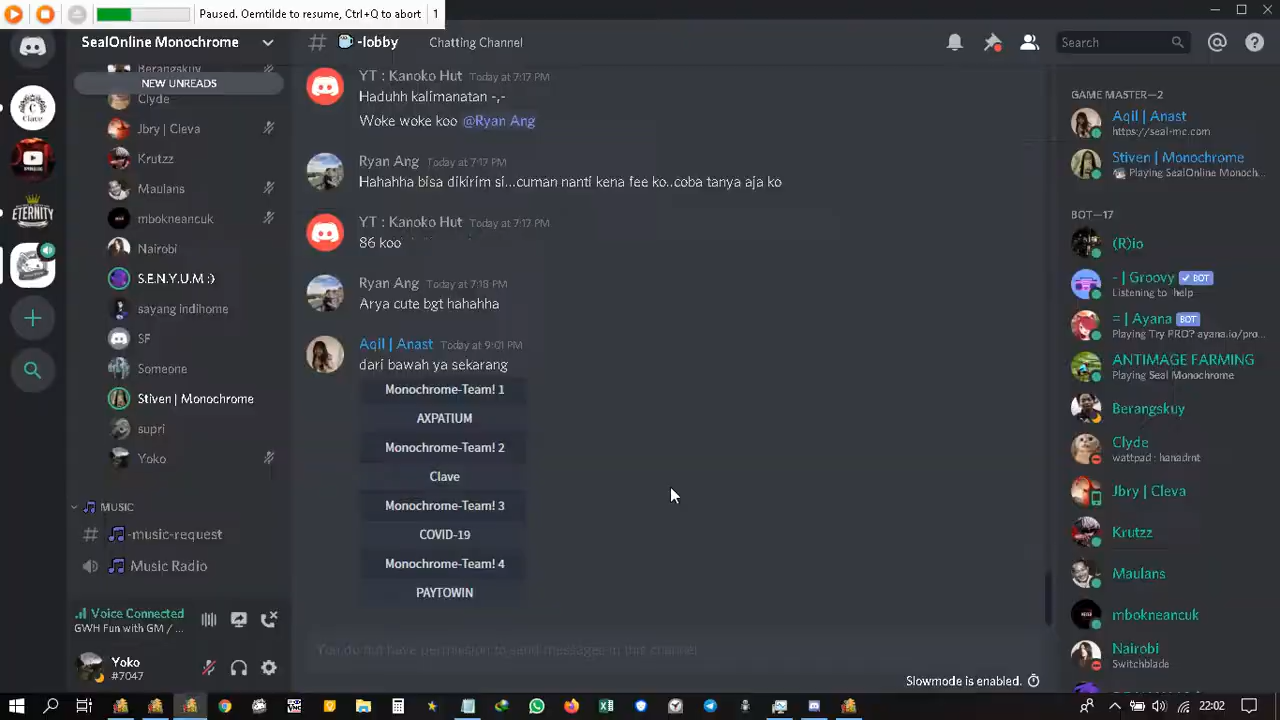 Paused. Oemtilde to resume, Ctrl+Q to abort
1
SealOnline Monochrome
-lobby
Chatting Channel
Search
Berangskuy
NEW UNREADS
Clyde
Jbry | Cleva
Krutzz
Maulans
mbokneancuk
Nairobi
S.E.N.Y.U.M :)
sayang indihome
SF
Someone
Stiven | Monochrome
supri
Yoko
MUSIC
-music-request
Music Radio
Voice Connected
GWH Fun with GM / ...
Yoko
#7047
Clave
ETERNITY
YT : Kanoko Hut Today at 7:17 PM
Haduhh kalimanatan -,-
Woke woke koo @Ryan Ang
Ryan Ang Today at 7:17 PM
Hahahha bisa dikirim si...cuman nanti kena fee ko..coba tanya aja ko
YT : Kanoko Hut Today at 7:17 PM
86 koo
Ryan Ang Today at 7:18 PM
Arya cute bgt hahahha
Aqil | Anast Today at 9:01 PM
dari bawah ya sekarang
Monochrome-Team! 1
AXPATIUM
Monochrome-Team! 2
Clave
Monochrome-Team! 3
COVID-19
Monochrome-Team! 4
PAYTOWIN
You do not have permission to send messages in this channel.
Slowmode is enabled.
GAME MASTER—2
Aqil | Anast
https://seal-mc.com
Stiven | Monochrome
Playing SealOnline Monoch...
BOT—17
(R)io
- | Groovy BOT
Listening to -help
= | Ayana BOT
Playing Try PRO? ayana.io/pro...
ANTIMAGE FARMING
Playing Seal Monochrome
Berangskuy
Clyde
wattpad : hanadrnt
Jbry | Cleva
Krutzz
Maulans
mbokneancuk
Nairobi
Switchblade
22:02